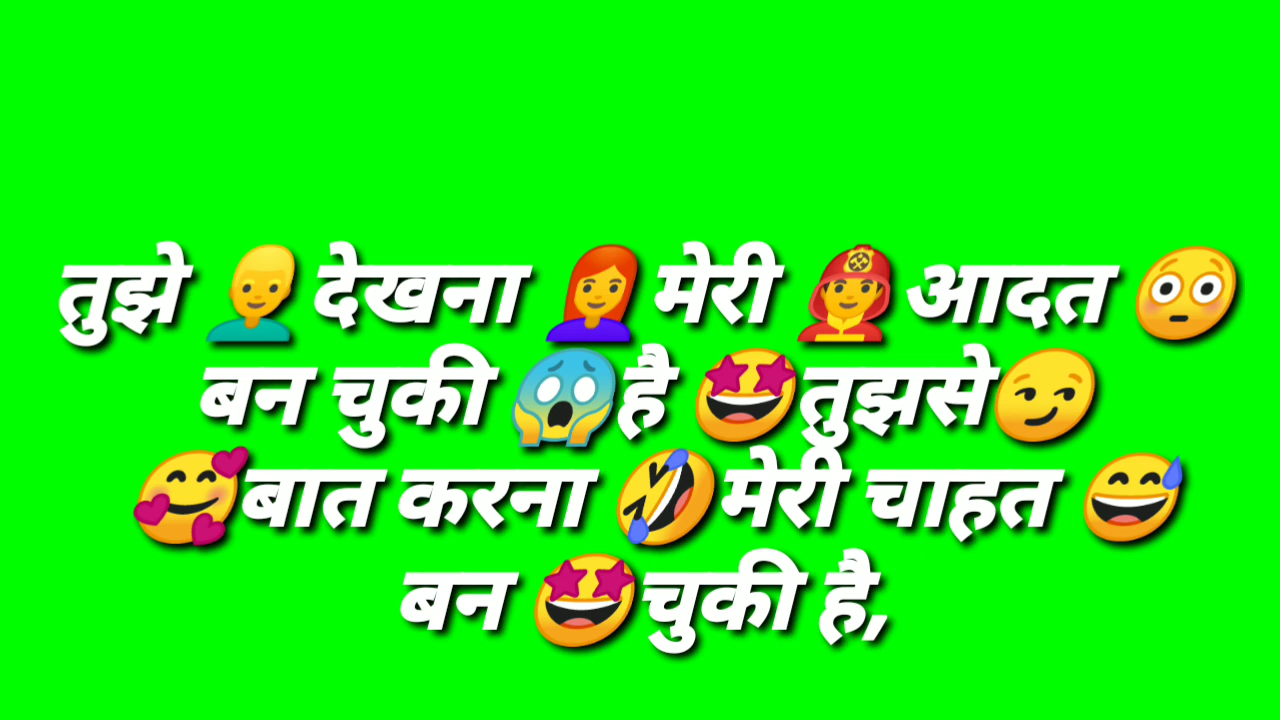 तुझे 👱‍♂️देखना 👩‍🦰मेरी 👨‍🚒आदत 😳
बन चुकी 😱है 🤩तुझसे😏
🥰बात करना 🤣मेरी चाहत 😅
बन 🤩चुकी है,